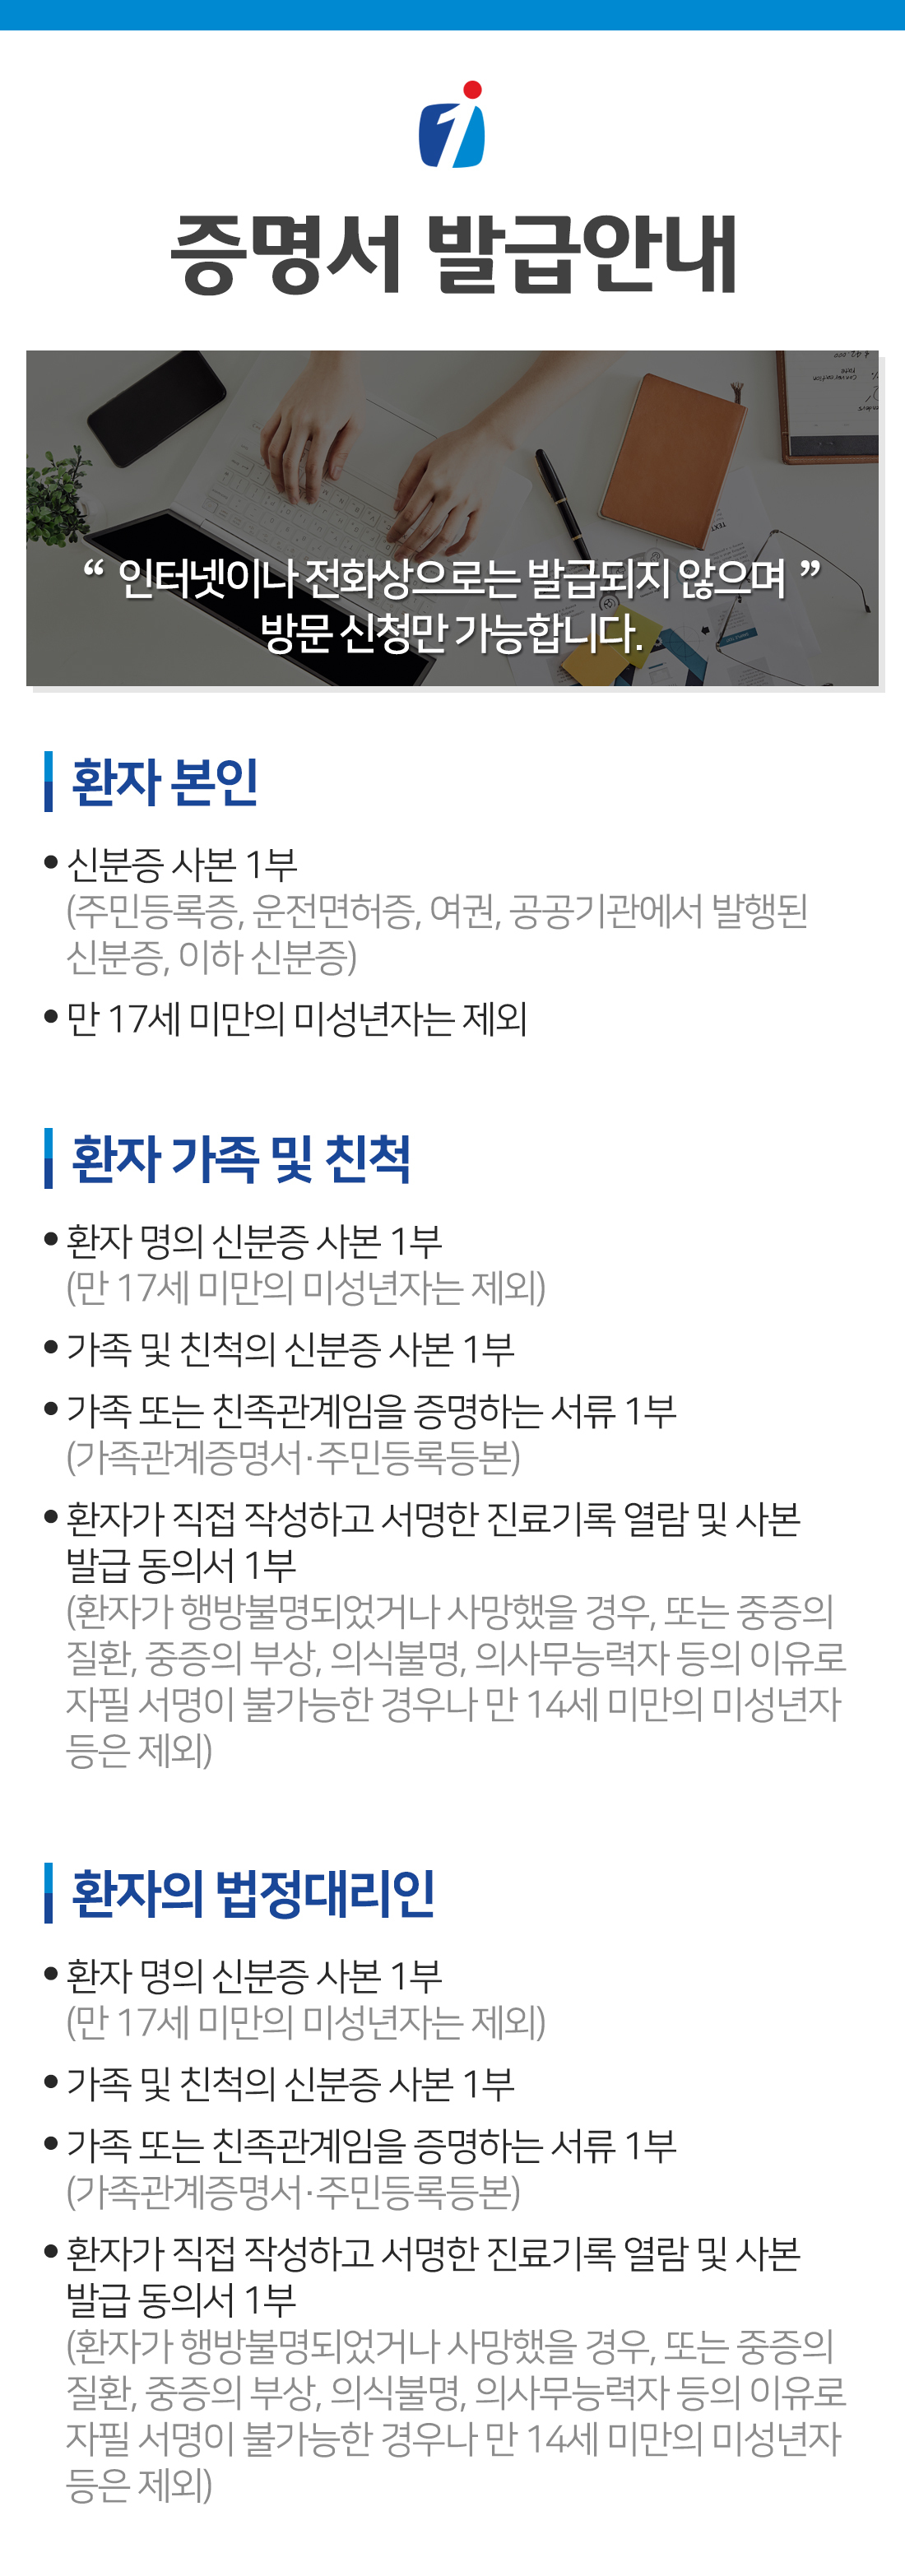 증명서 발급안내
“ 인터넷이나 전화상으로는 발급되지 않으며 ”
방문 신청만 가능합니다.
환자 본인
• 신분증 사본 1부
(주민등록증, 운전면허증, 여권, 공공기관에서 발행된
신분증, 이하 신분증)
• 만 17세 미만의 미성년자는 제외
환자 가족 및 친척
• 환자 명의 신분증 사본 1부
(만 17세 미만의 미성년자는 제외)
• 가족 및 친척의 신분증 사본 1부
• 가족 또는 친족관계임을 증명하는 서류 1부
(가족관계증명서·주민등록등본)
• 환자가 직접 작성하고 서명한 진료기록 열람 및 사본
발급 동의서 1부
(환자가 행방불명되었거나 사망했을 경우, 또는 중증의
질환, 중증의 부상, 의식불명, 의사무능력자 등의 이유로
자필 서명이 불가능한 경우나 만 14세 미만의 미성년자
등은 제외)
환자의 법정대리인
• 환자 명의 신분증 사본 1부
(만 17세 미만의 미성년자는 제외)
• 가족 및 친척의 신분증 사본 1부
• 가족 또는 친족관계임을 증명하는 서류 1부
(가족관계증명서·주민등록등본)
• 환자가 직접 작성하고 서명한 진료기록 열람 및 사본
발급 동의서 1부
(환자가 행방불명되었거나 사망했을 경우, 또는 중증의
질환, 중증의 부상, 의식불명, 의사무능력자 등의 이유로
자필 서명이 불가능한 경우나 만 14세 미만의 미성년자
등은 제외)